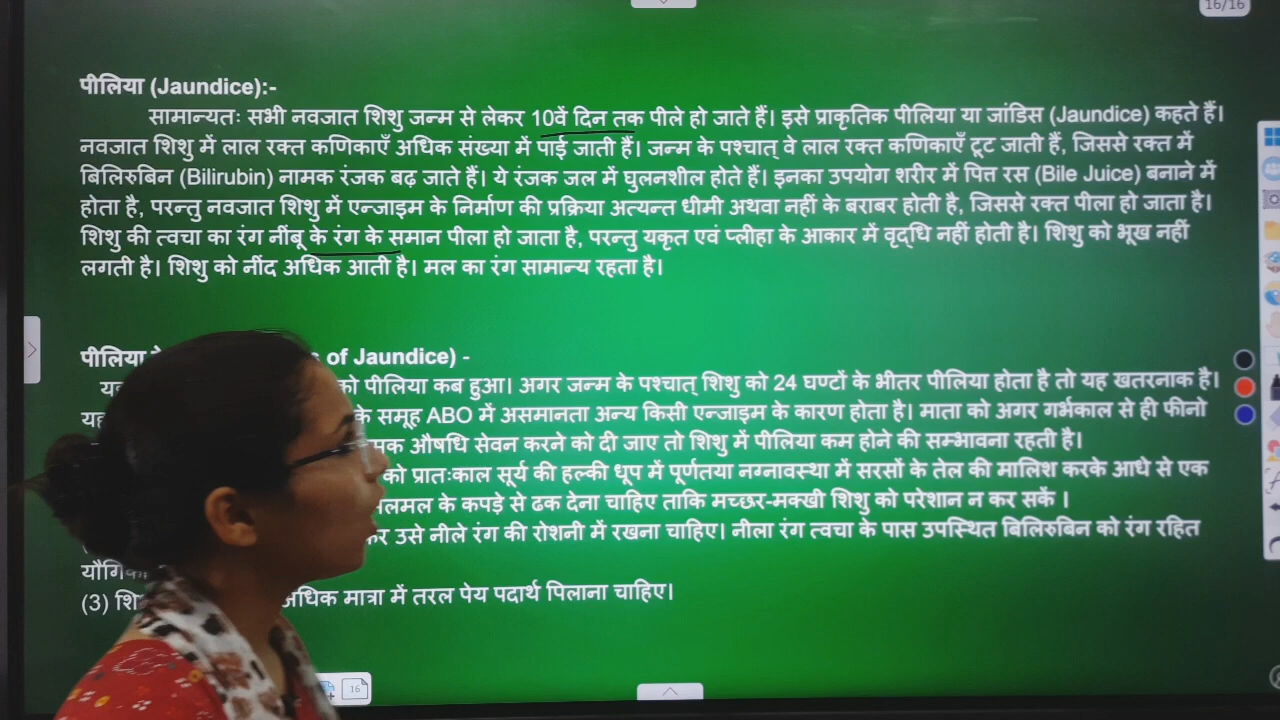 16/16
पीलिया (Jaundice):-
सामान्यतः सभी नवजात शिशु जन्म से लेकर 10वें दिन तक पीले हो जाते हैं। इसे प्राकृतिक पीलिया या जांडिस (Jaundice) कहते हैं।
नवजात शिशु में लाल रक्त कणिकाएँ अधिक संख्या में पाई जाती हैं। जन्म के पश्चात् वे लाल रक्त कणिकाएँ टूट जाती हैं, जिससे रक्त में
बिलिरुबिन (Bilirubin) नामक रंजक बढ़ जाते हैं। ये रंजक जल में घुलनशील होते हैं। इनका उपयोग शरीर में पित्त रस (Bile Juice) बनाने में
होता है, परन्तु नवजात शिशु में एन्जाइम के निर्माण की प्रक्रिया अत्यन्त धीमी अथवा नहीं के बराबर होती है, जिससे रक्त पीला हो जाता है।
शिशु की त्वचा का रंग नींबू के रंग के समान पीला हो जाता है, परन्तु यकृत एवं प्लीहा के आकार में वृद्धि नहीं होती है। शिशु को भूख नहीं
लगती है। शिशु को नींद अधिक आती है। मल का रंग सामान्य रहता है।
पीलिया of Jaundice) -
को पीलिया कब हुआ। अगर जन्म के पश्चात् शिशु को 24 घण्टों के भीतर पीलिया होता है तो यह खतरनाक है।
के समूह ABO में असमानता अन्य किसी एन्जाइम के कारण होता है। माता को अगर गर्भकाल से ही फीनो
औषधि सेवन करने को दी जाए तो शिशु में पीलिया कम होने की सम्भावना रहती है।
को प्रातःकाल सूर्य की हल्की धूप में पूर्णतया नग्नावस्था में सरसों के तेल की मालिश करके आधे से एक
के कपड़े से ढक देना चाहिए ताकि मच्छर-मक्खी शिशु को परेशान न कर सकें ।
उसे नीले रंग की रोशनी में रखना चाहिए। नीला रंग त्वचा के पास उपस्थित बिलिरुबिन को रंग रहित
(3) अधिक मात्रा में तरल पेय पदार्थ पिलाना चाहिए।
16